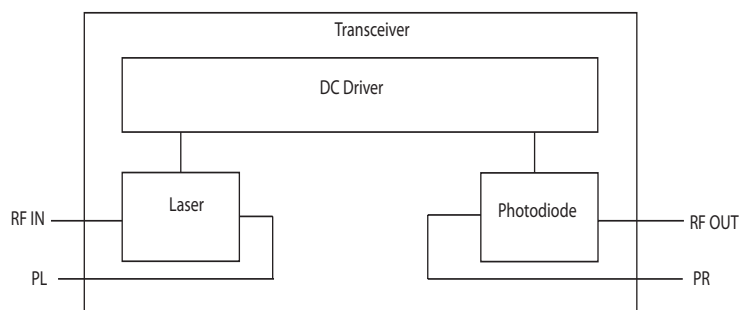 Transceiver
DC Driver
Laser
Photodiode
RF IN
RF OUT
PL
PR